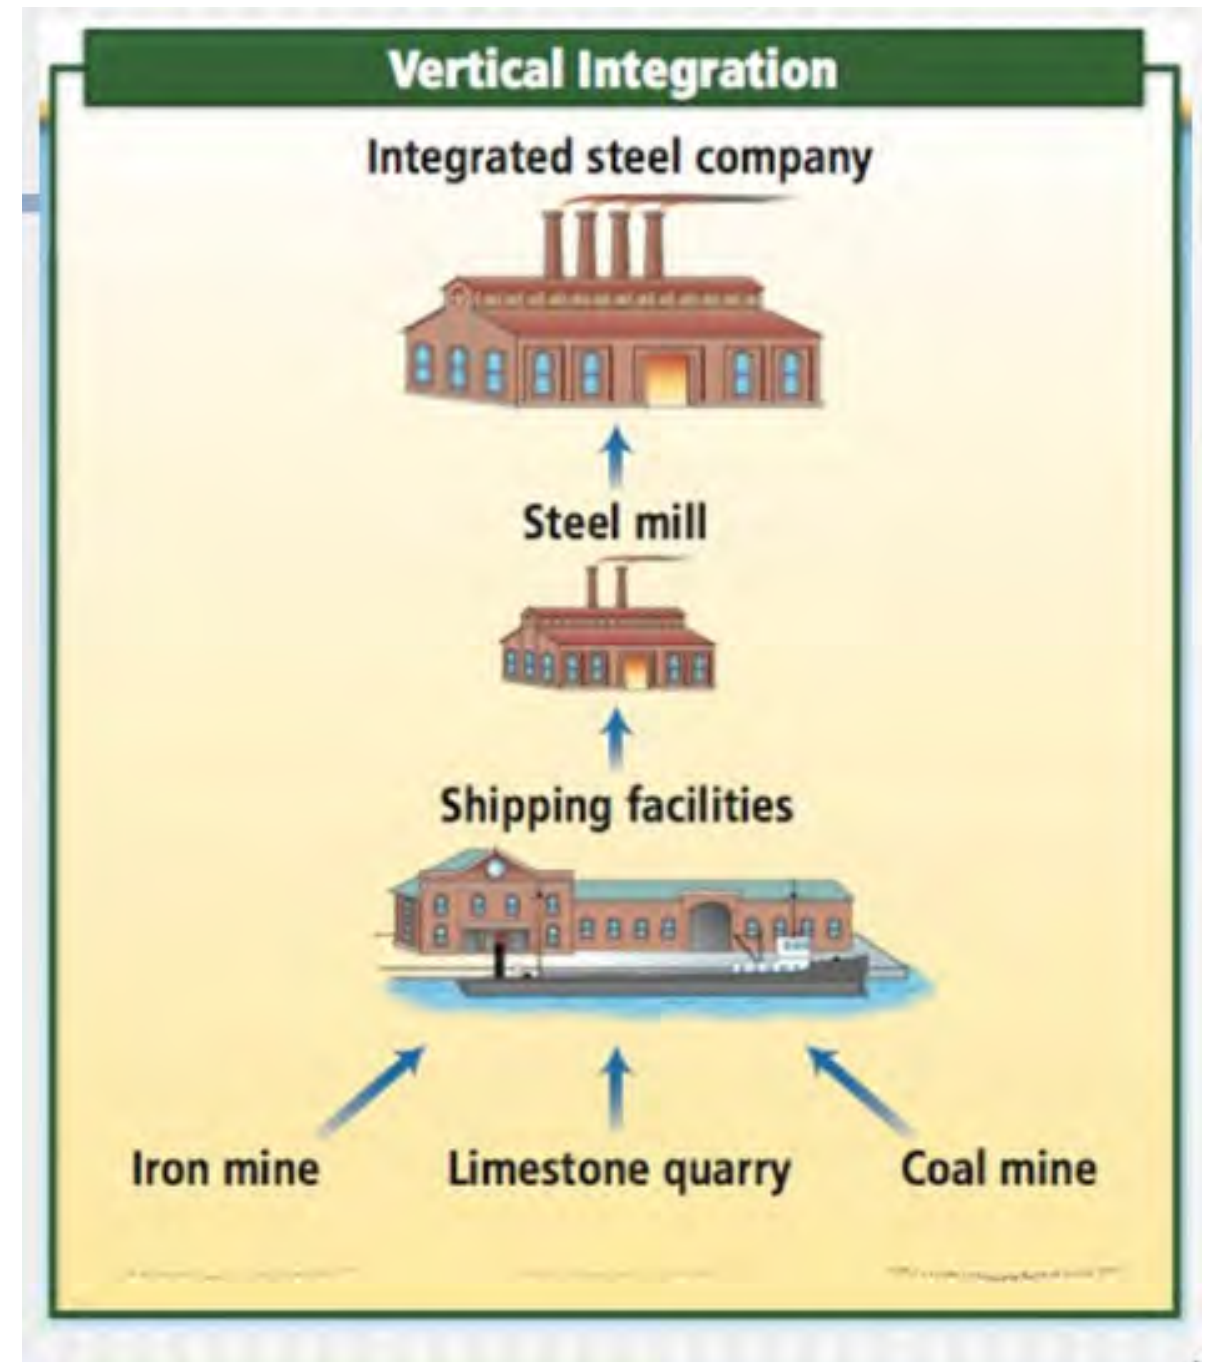 Vertical Integration
Integrated steel company
Steel mill
Shipping facilities
Iron mine
Limestone quarry
Coal mine